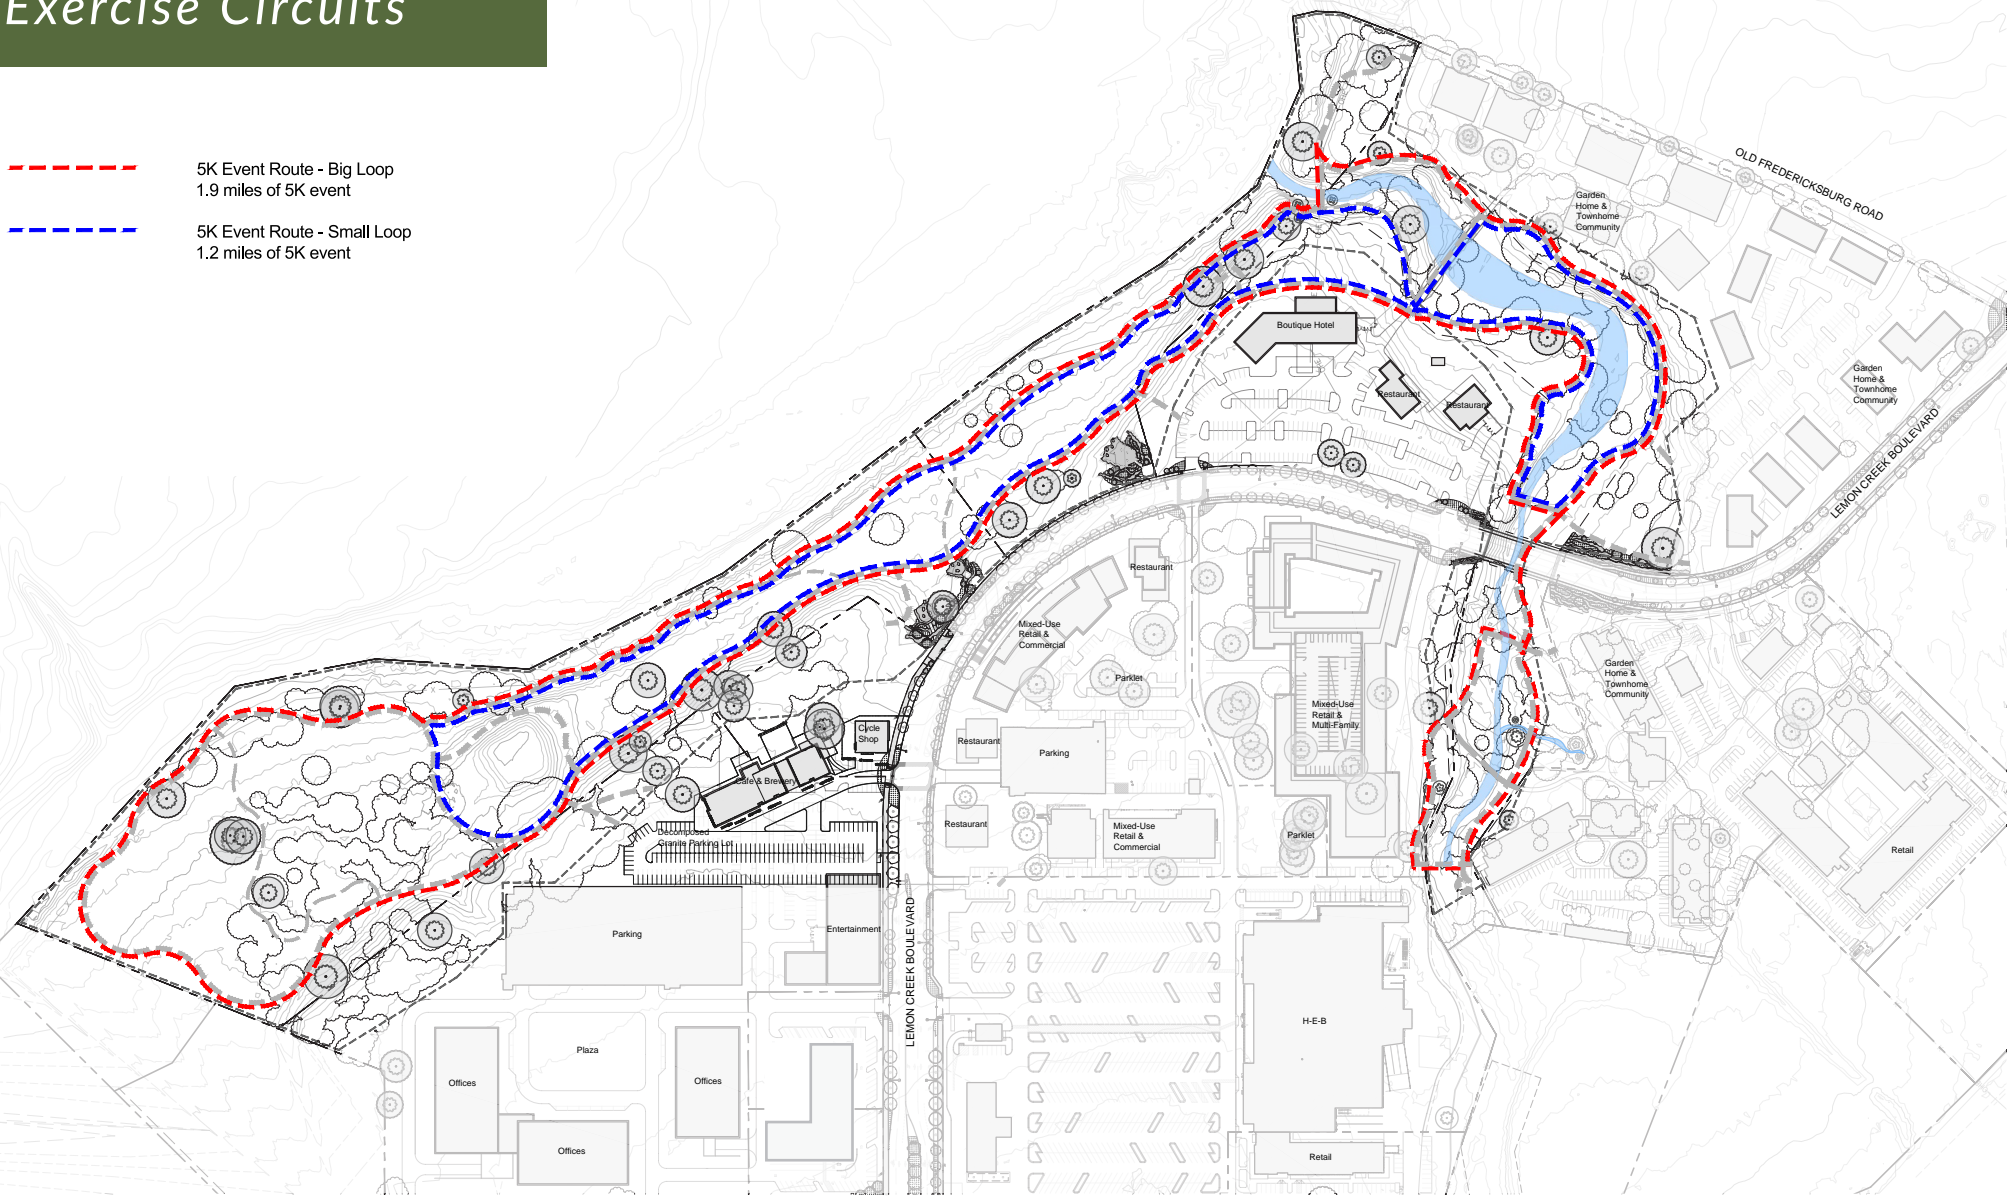 Exercise Circuits
5K Event Route - Big Loop
1.9 miles of 5K event
5K Event Route - Small Loop
1.2 miles of 5K event
OLD FREDERICKSBURG ROAD
Garden
Home &
Townhome
Community
Boutique Hotel
Restaurant
Restaurant
Garden
Home &
Townhome
Community
LEMON CREEK BOULEVARD
Restaurant
Mixed-Use
Retail &
Commercial
Parklet
Garden
Home &
Townhome
Community
Mixed-Use
Retail &
Multi-Family
Cycle
Shop
Restaurant
Parking
Cafe & Brewery
Decomposed
Granite Parking Lot
Restaurant
Mixed-Use
Retail &
Commercial
Parklet
Retail
Parking
Entertainment
LEMON CREEK BOULEVARD
H-E-B
Plaza
Offices
Offices
Offices
Retail